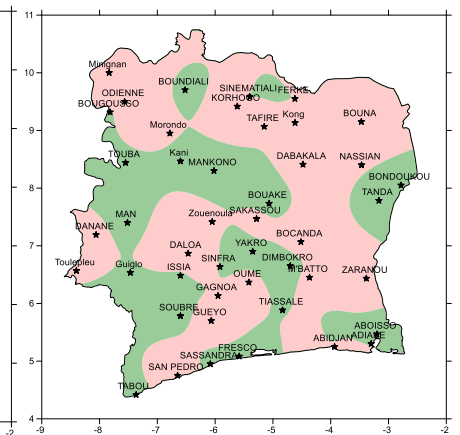 11
10
9
8
7
6
5
4
-9
-8
-7
-6
-5
-4
-3
-2
-2
Minignan
ODIENNE
BOUGOUSSO
BOUNDIALI
SINEMATIALI
FERKE
KORHOGO
TAFIRE
Kong
BOUNA
Morondo
TOUBA
Kani
MANKONO
DABAKALA
NASSIAN
BONDOUKOU
TANDA
BOUAKE
SAKASSOU
Zouenoula
MAN
DANANE
BOCANDA
YAKRO
DALOA
DIMBOKRO
SINFRA
M'BATTO
Toulepleu
Guiglo
ISSIA
OUME
ZARANOU
GAGNOA
TIASSALE
SOUBRE
GUEYO
ABOISSO
ADIAKE
ABIDJAN
FRESCO
SASSANDRA
SAN PEDRO
TABOU